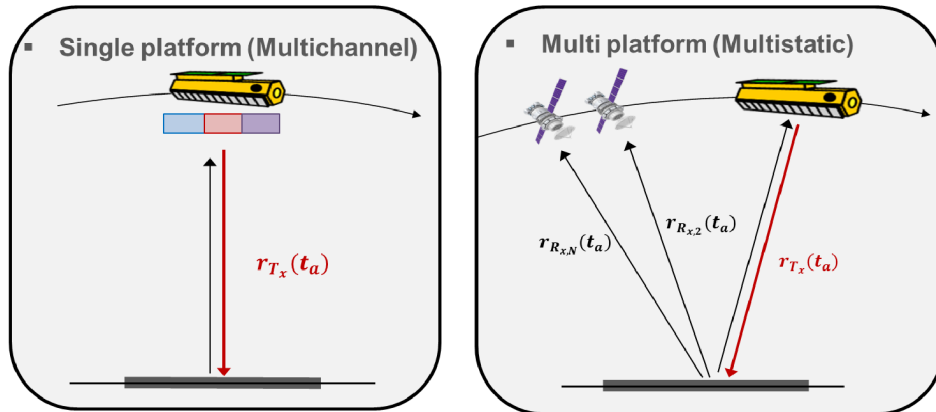 ▪ Single platform (Multichannel)
r_{T_x}(t_a)
▪ Multi platform (Multistatic)
r_{R_{x,N}}(t_a)
r_{R_{x,2}}(t_a)
r_{T_x}(t_a)